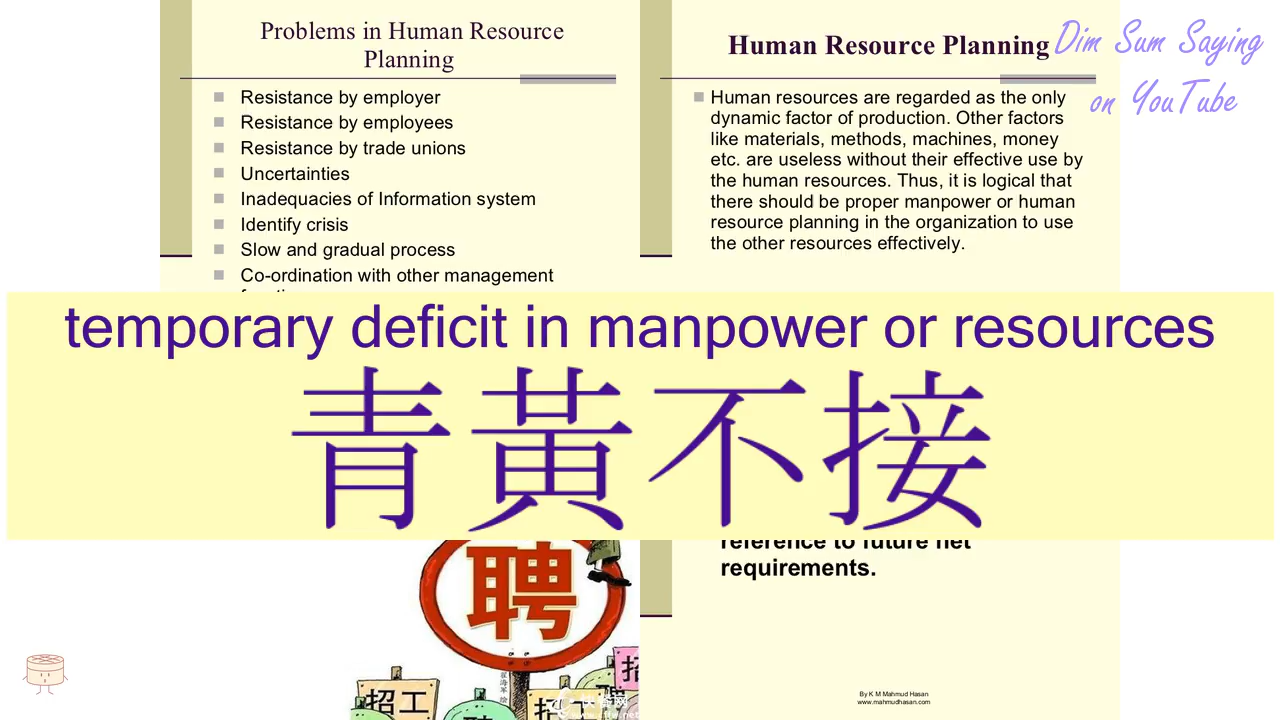 Problems in Human Resource
Planning
Resistance by employer
Resistance by employees
Resistance by trade unions
Uncertainties
Inadequacies of Information system
Identify crisis
Slow and gradual process
Co-ordination with other management
Human Resource Planning
Human resources are regarded as the only
dynamic factor of production. Other factors
like materials, methods, machines, money
etc. are useless without their effective use by
the human resources. Thus, it is logical that
there should be proper manpower or human
resource planning in the organization to use
the other resources effectively.
Dim Sum Saying
on YouTube
temporary deficit in manpower or resources
青黃不接
reference to future net
requirements.
聘
招工
招
聘
招工
By K M Mahmud Hasan
www.mahmudhasan.com